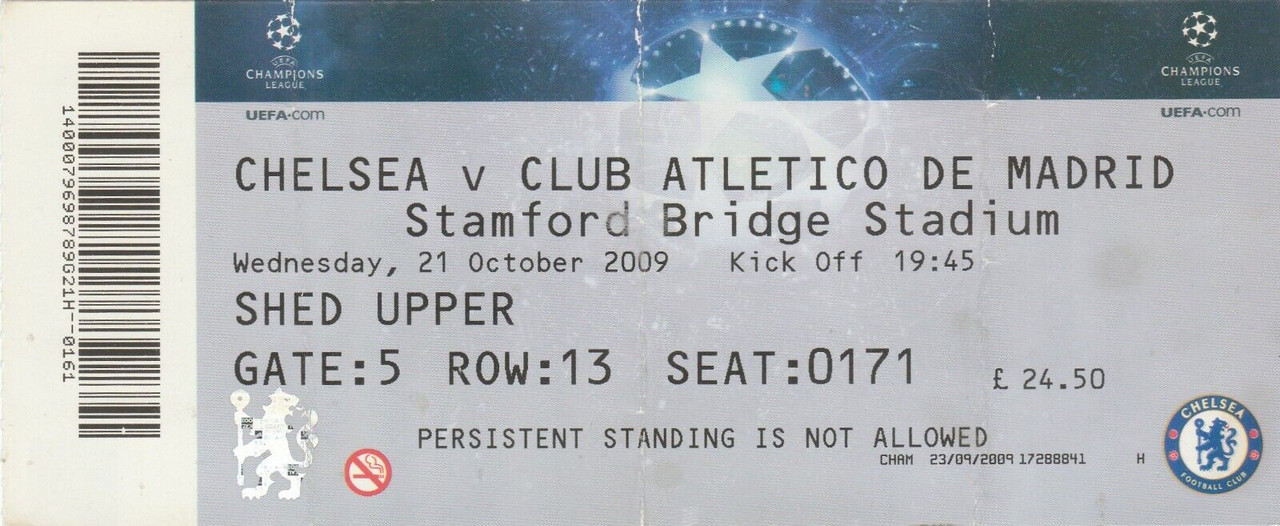 UEFA
CHAMPIONS
LEAGUE
UEFA.com
UEFA
CHAMPIONS
LEAGUE
UEFA.com
CHELSEA v CLUB ATLETICO DE MADRID
Stamford Bridge Stadium
Wednesday, 21 October 2009 Kick Off 19:45
SHED UPPER
GATE:5 ROW:13 SEAT:0171
£ 24.50
PERSISTENT STANDING IS NOT ALLOWED
CHAM 23/09/2009 17288841 H
CHELSEA
FOOTBALL CLUB